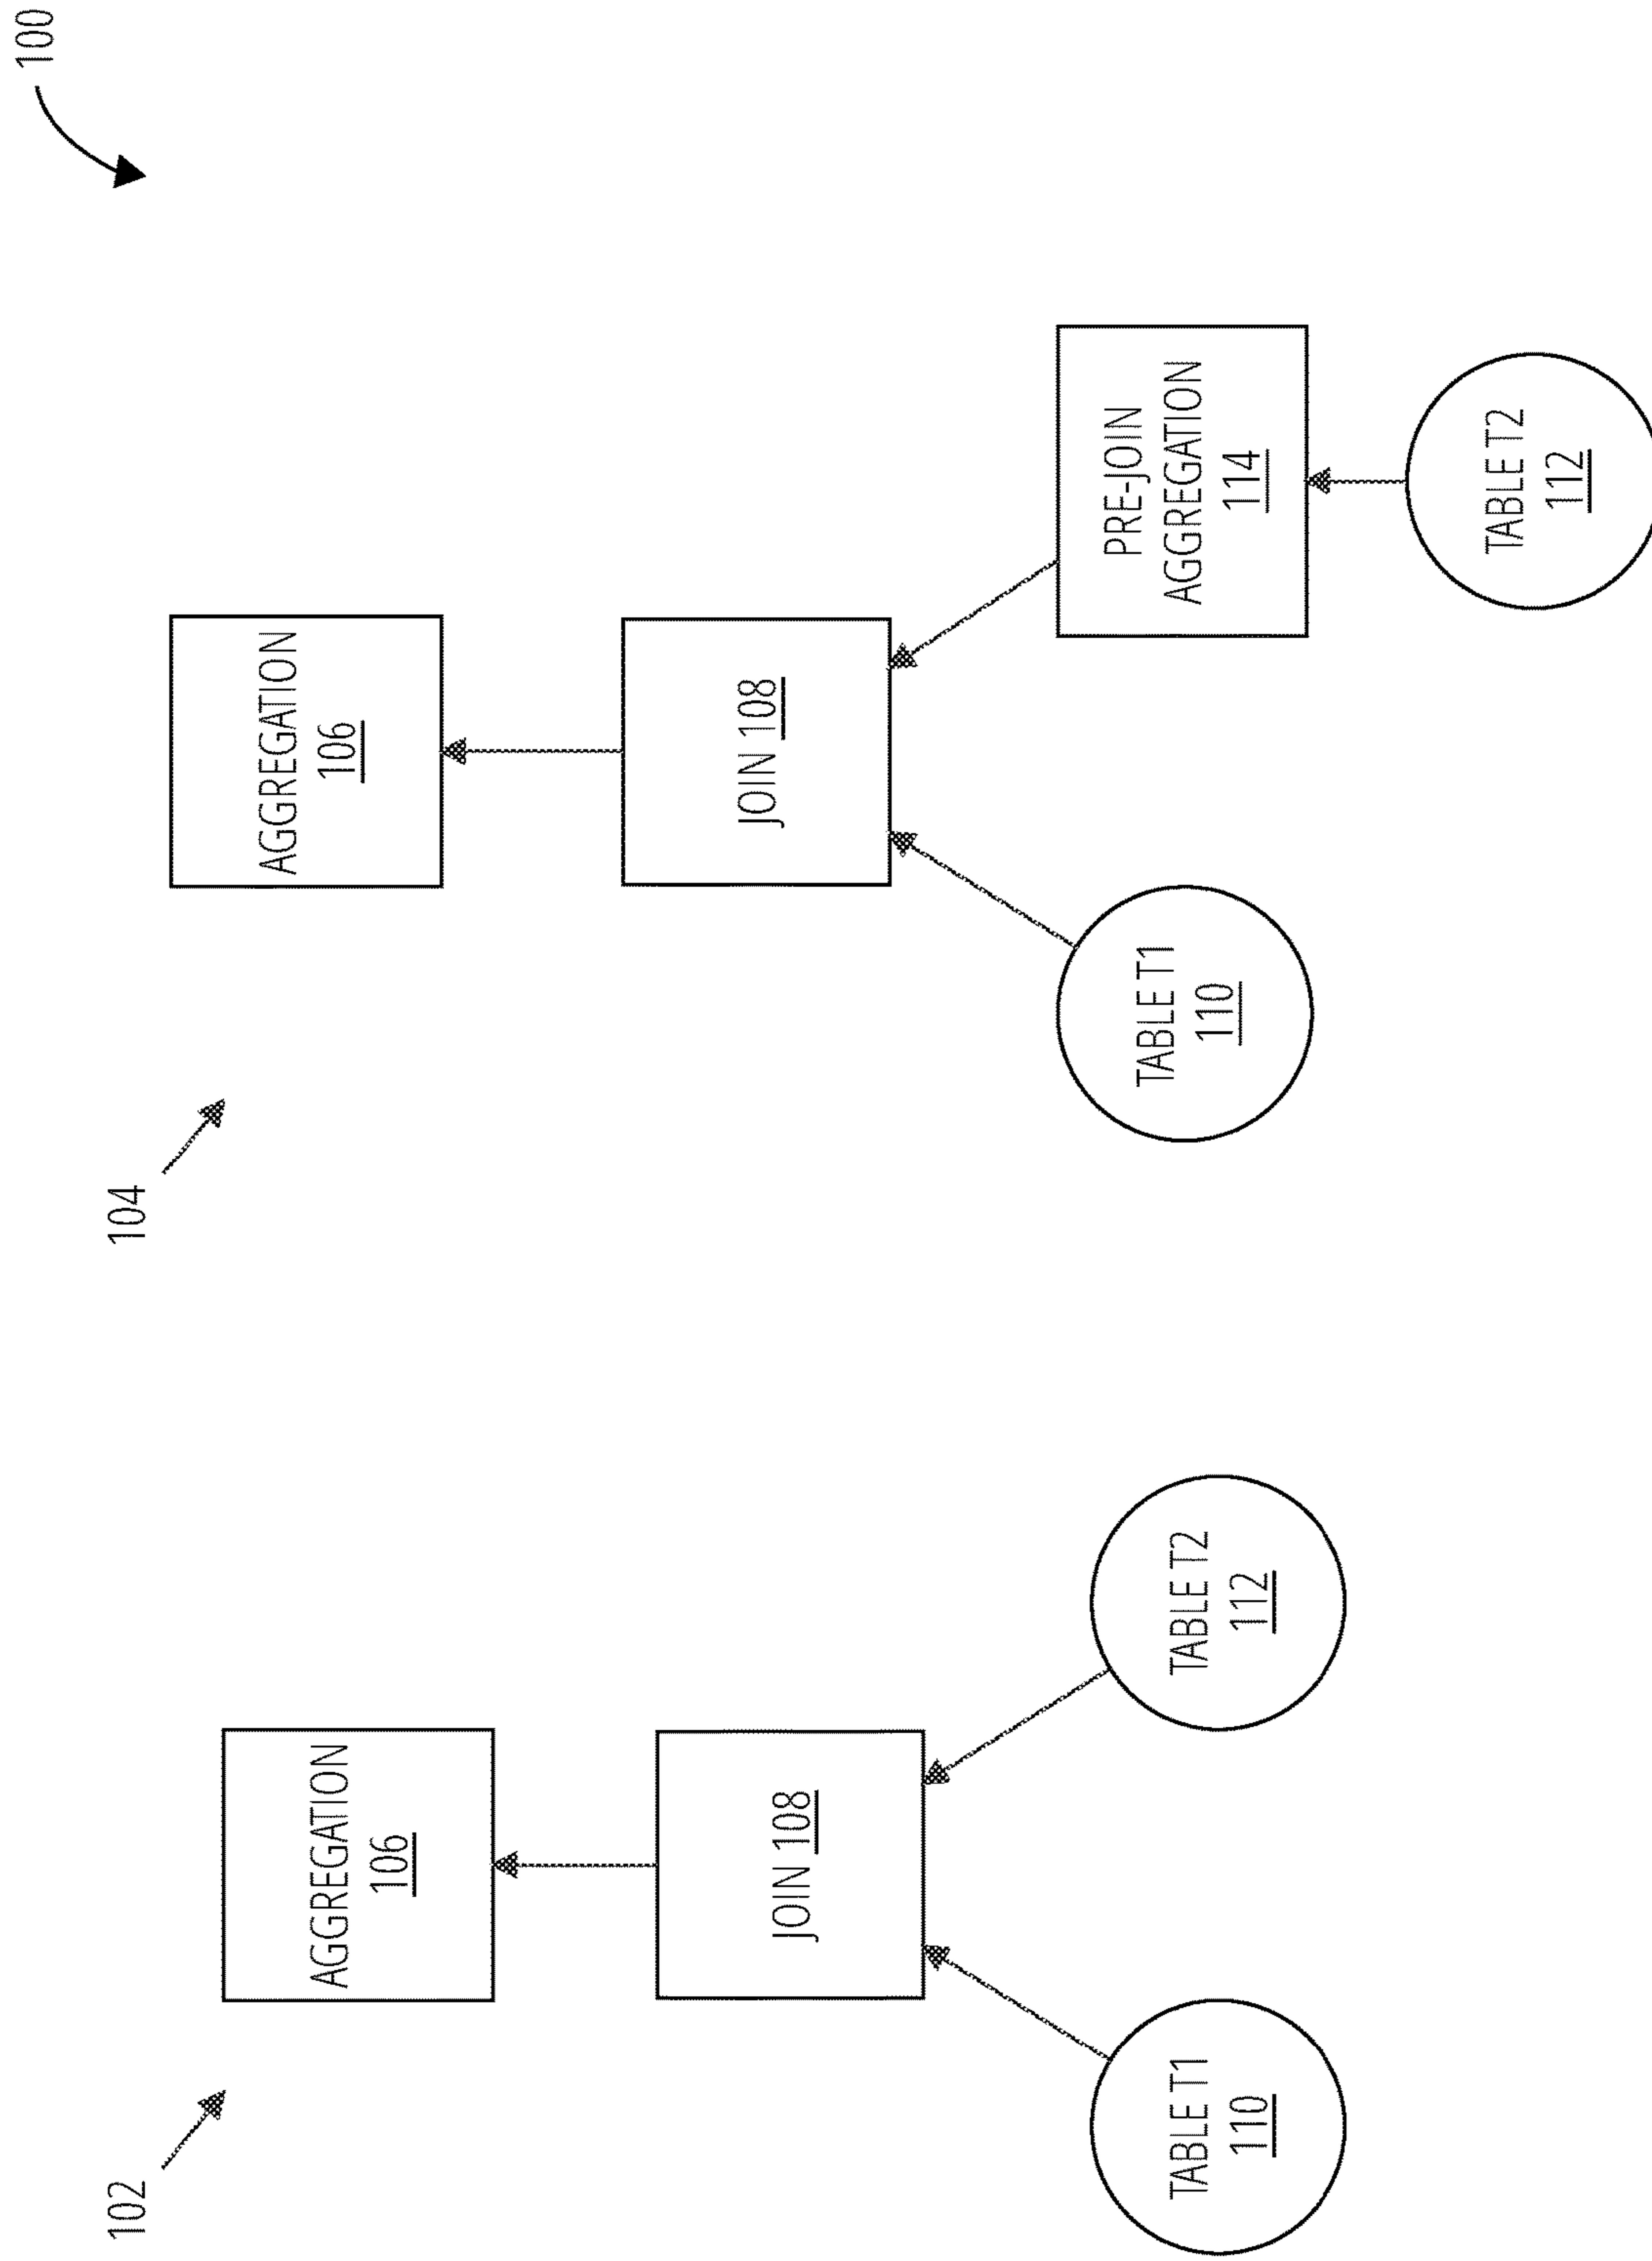 100
102
AGGREGATION
106
JOIN 108
TABLE T1
110
TABLE T2
112
104
AGGREGATION
106
JOIN 108
TABLE T1
110
PRE-JOIN
AGGREGATION
114
TABLE T2
112